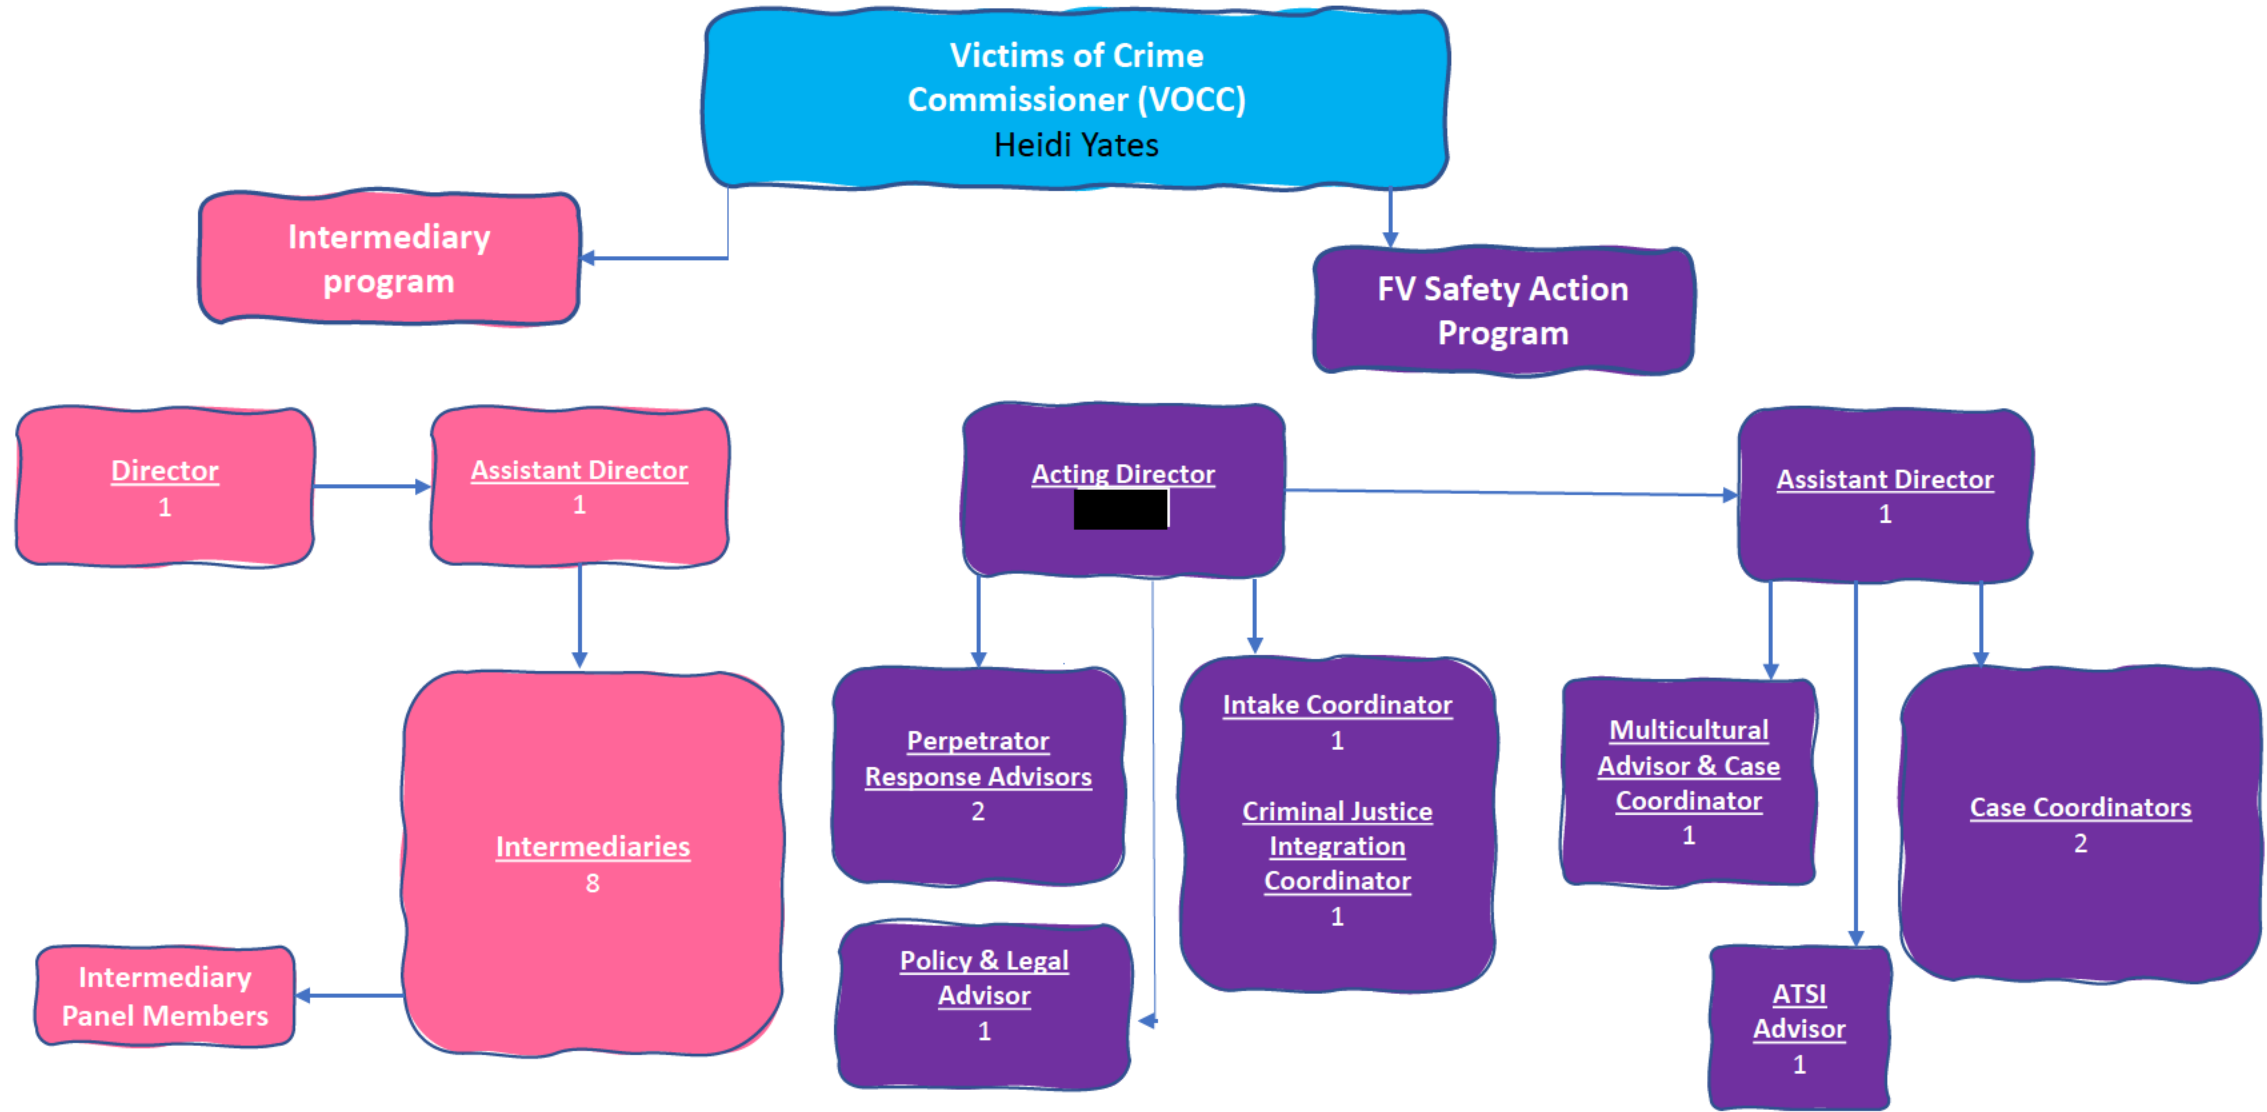 Victims of Crime
Commissioner (VOCC)
Heidi Yates
Intermediary
program
FV Safety Action
Program
Director
1
Assistant Director
1
Acting Director
Assistant Director
1
Intermediaries
8
Intermediary
Panel Members
Perpetrator
Response Advisors
2
Policy & Legal
Advisor
1
Intake Coordinator
1
Criminal Justice
Integration
Coordinator
1
Multicultural
Advisor & Case
Coordinator
1
ATSI
Advisor
1
Case Coordinators
2